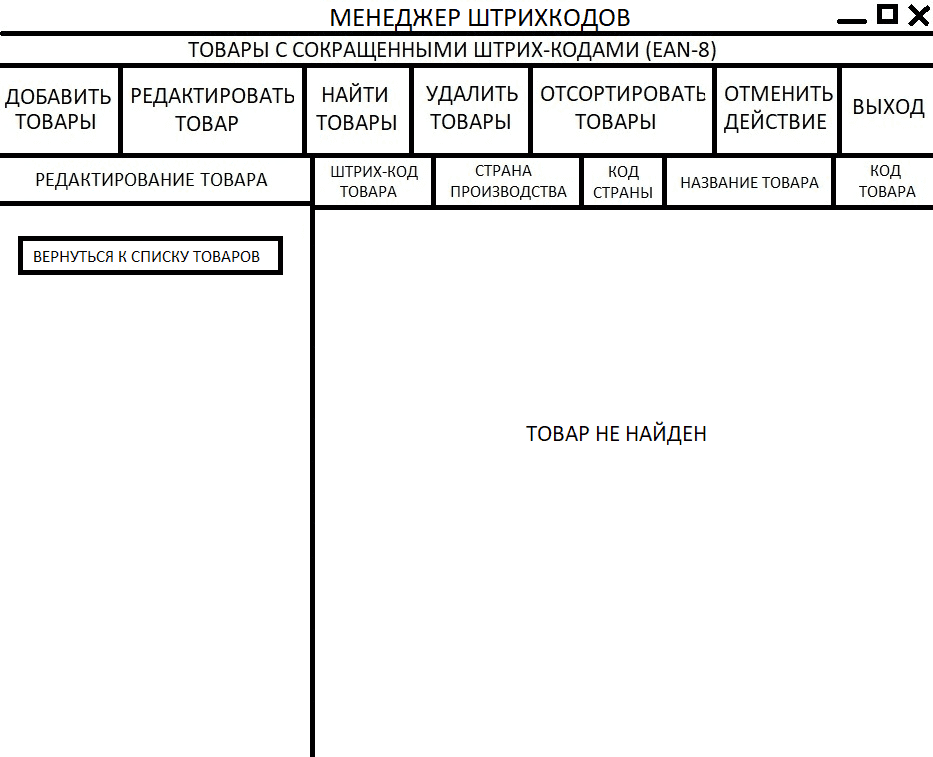 МЕНЕДЖЕР ШТРИХКОДОВ
ТОВАРЫ С СОКРАЩЕННЫМИ ШТРИХ-КОДАМИ (EAN-8)
ДОБАВИТЬ
ТОВАРЫ
РЕДАКТИРОВАТЬ
ТОВАР
НАЙТИ
ТОВАРЫ
УДАЛИТЬ
ТОВАРЫ
ОТСОРТИРОВАТЬ
ТОВАРЫ
ОТМЕНИТЬ
ДЕЙСТВИЕ
ВЫХОД
РЕДАКТИРОВАНИЕ ТОВАРА
ШТРИХ-КОД
ТОВАРА
СТРАНА
ПРОИЗВОДСТВА
КОД
СТРАНЫ
НАЗВАНИЕ ТОВАРА
КОД
ТОВАРА
ВЕРНУТЬСЯ К СПИСКУ ТОВАРОВ
ТОВАР НЕ НАЙДЕН